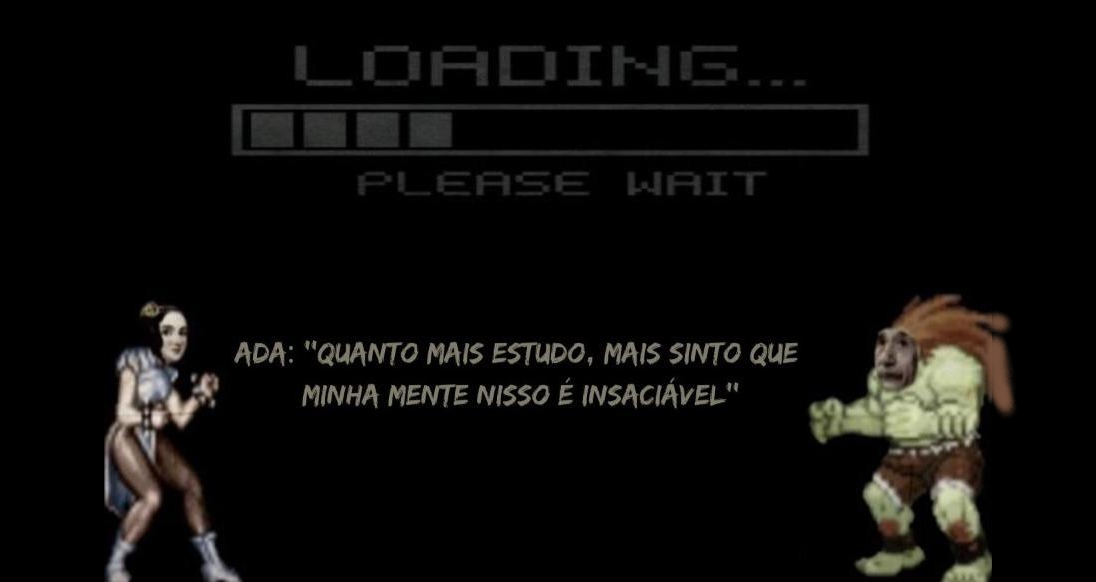 LOADING...
PLEASE WAIT
ADA: "QUANTO MAIS ESTUDO, MAIS SINTO QUE
MINHA MENTE NISSO É INSACIÁVEL"